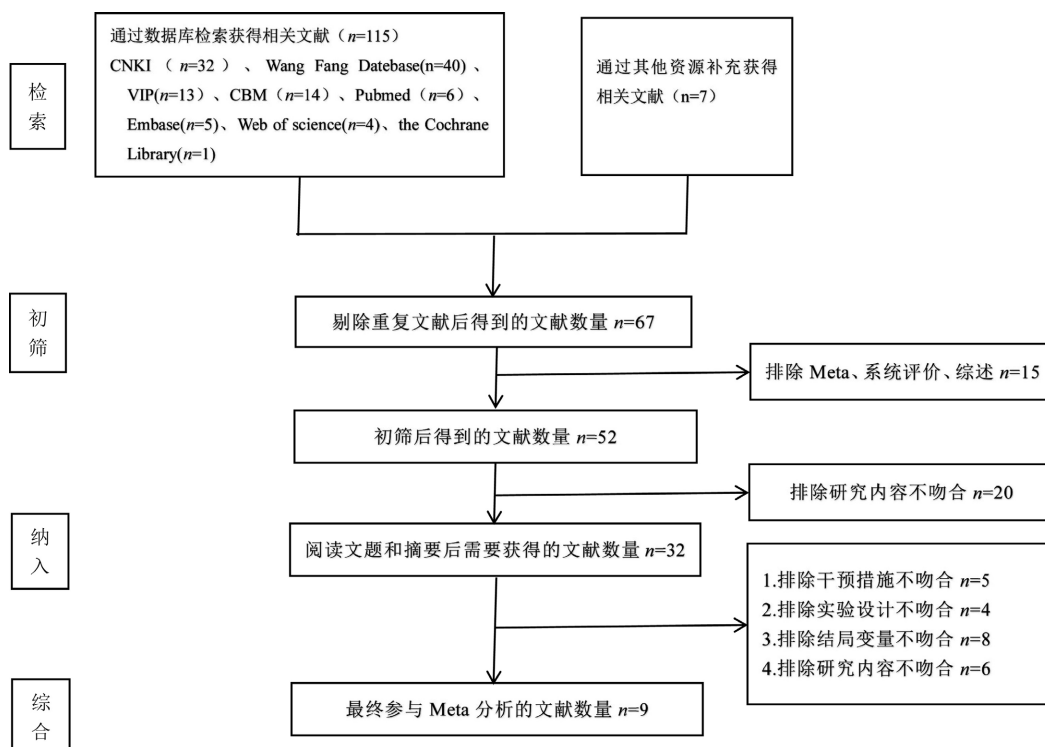 检
索
通过数据库检索获得相关文献（n=115）
CNKI（n=32）、Wang Fang Datebase(n=40)、
VIP(n=13)、CBM（n=14)、Pubmed（n=6）、
Embase(n=5)、Web of science(n=4)、the Cochrane
Library(n=1)
通过其他资源补充获得
相关文献（n=7）
初
筛
剔除重复文献后得到的文献数量 n=67
排除 Meta、系统评价、综述 n=15
初筛后得到的文献数量 n=52
排除研究内容不吻合 n=20
纳
入
阅读文题和摘要后需要获得的文献数量 n=32
1.排除干预措施不吻合 n=5
2.排除实验设计不吻合 n=4
3.排除结局变量不吻合 n=8
4.排除研究内容不吻合 n=6
综
合
最终参与 Meta 分析的文献数量 n=9